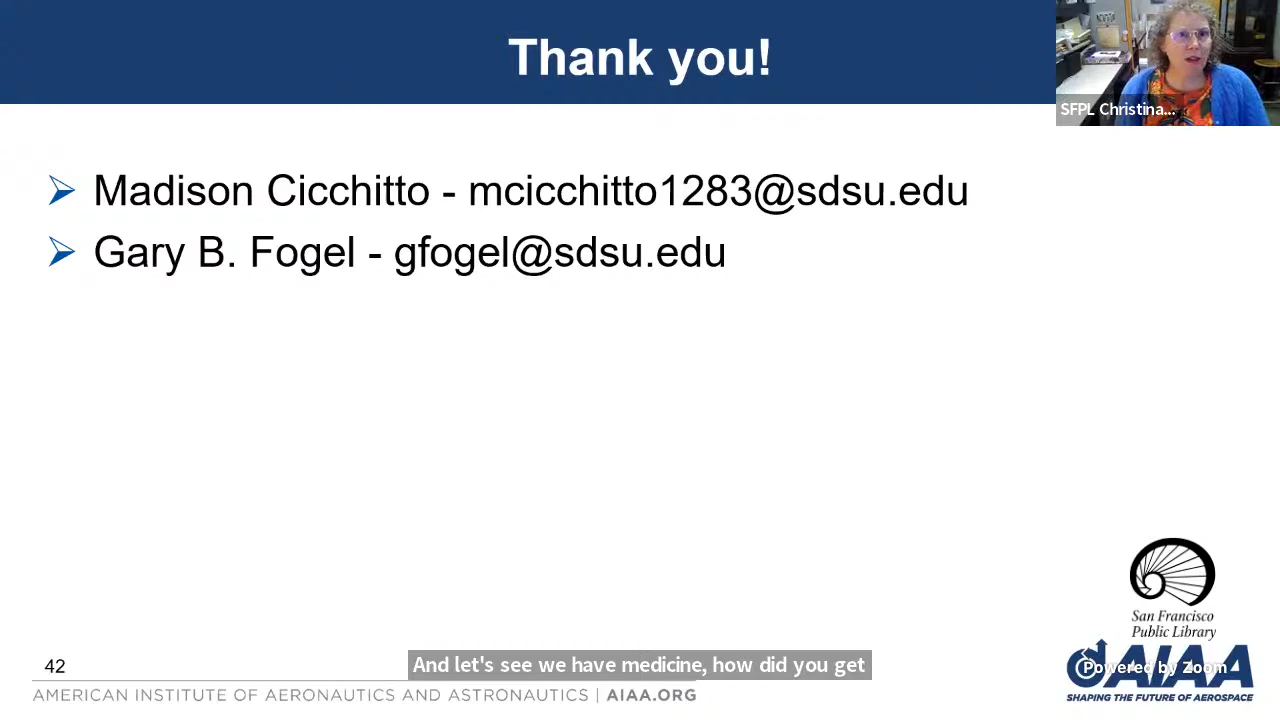 Thank you!
SFPL Christina...
➢ Madison Cicchitto - mcicchitto1283@sdsu.edu
➢ Gary B. Fogel - gfogel@sdsu.edu
San Francisco
Public Library
And let's see we have medicine, how did you get
42
Powered by Zoom
AIAA
SHAPING THE FUTURE OF AEROSPACE
AMERICAN INSTITUTE OF AERONAUTICS AND ASTRONAUTICS | AIAA.ORG